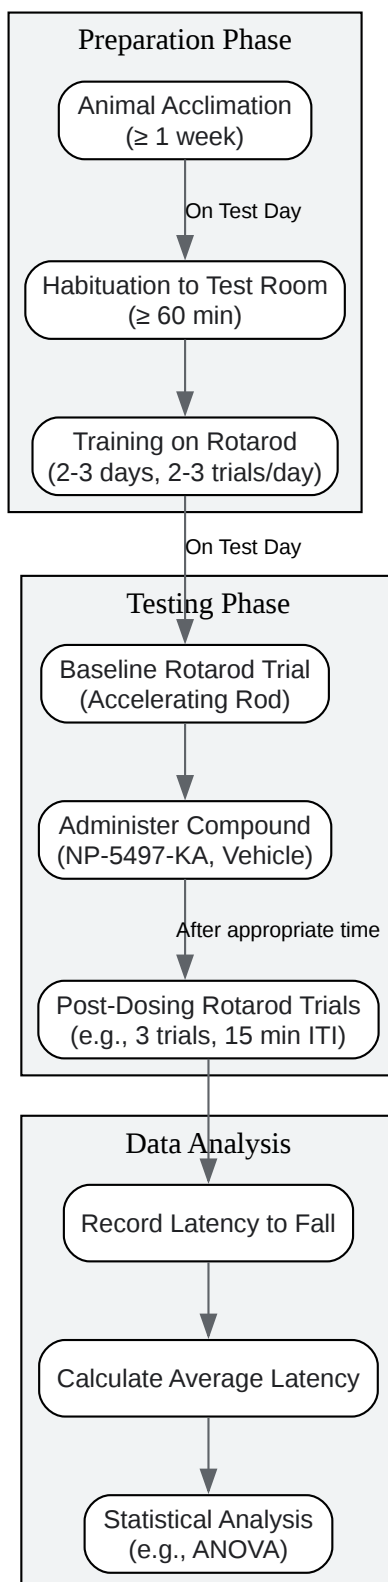 Preparation Phase
Animal Acclimation
(≥ 1 week)
On Test Day
Habituation to Test Room
(≥ 60 min)
Training on Rotarod
(2-3 days, 2-3 trials/day)
On Test Day
Testing Phase
Baseline Rotarod Trial
(Accelerating Rod)
Administer Compound
(NP-5497-KA, Vehicle)
After appropriate time
Post-Dosing Rotarod Trials
(e.g., 3 trials, 15 min ITI)
Data Analysis
Record Latency to Fall
Calculate Average Latency
Statistical Analysis
(e.g., ANOVA)